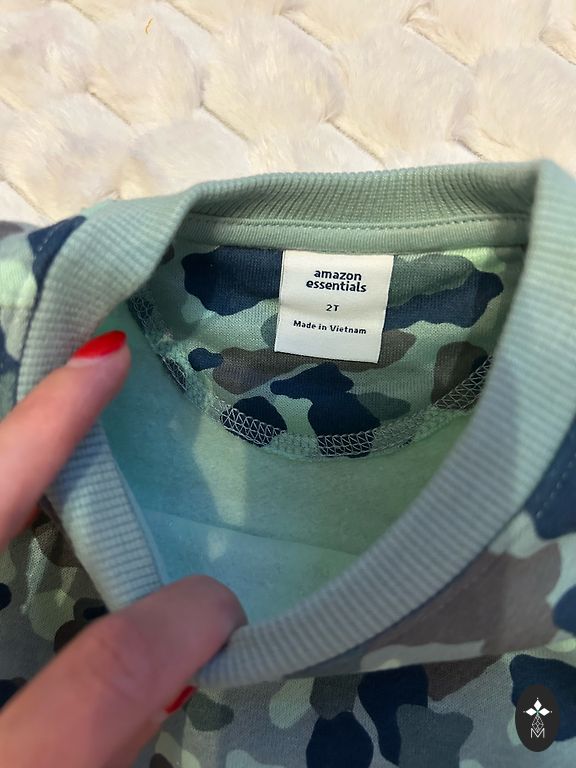 amazon
essentials
2T
Made in Vietnam